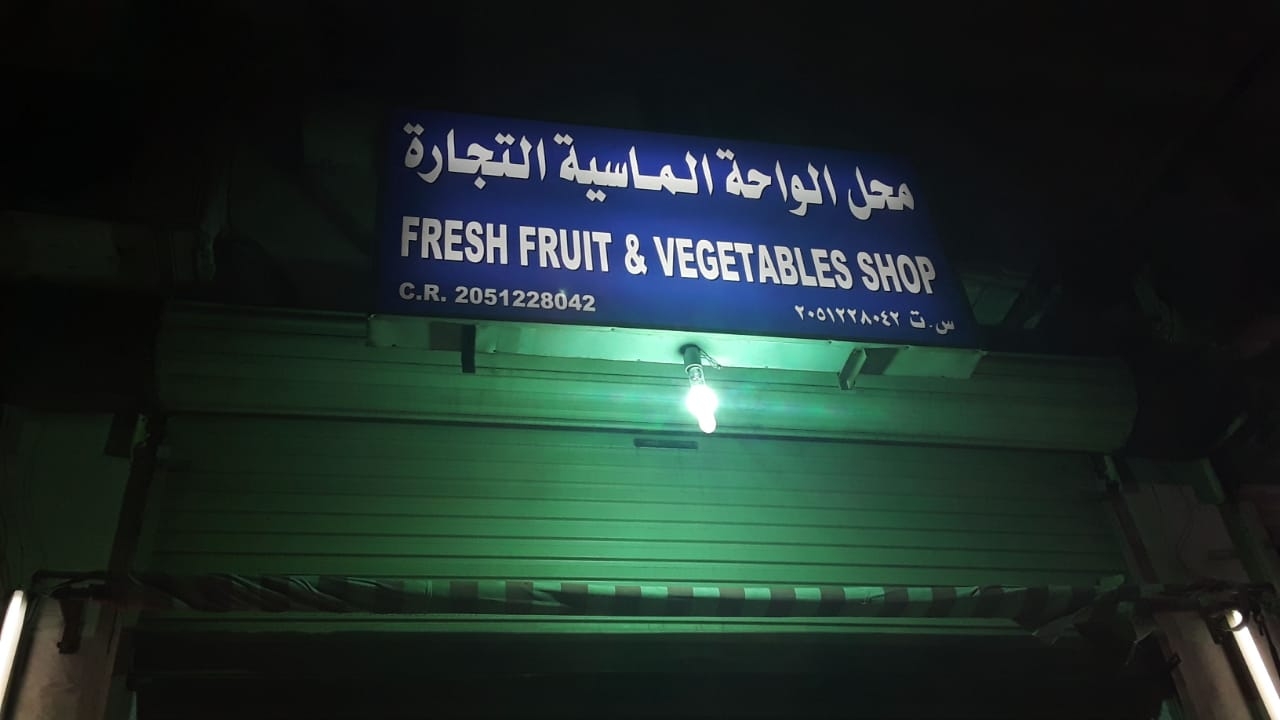 محل الواحة الماسية التجارة
FRESH FRUIT & VEGETABLES SHOP
C.R. 2051228042 س.ت ٢٠٥١٢٢٨٠٤٢